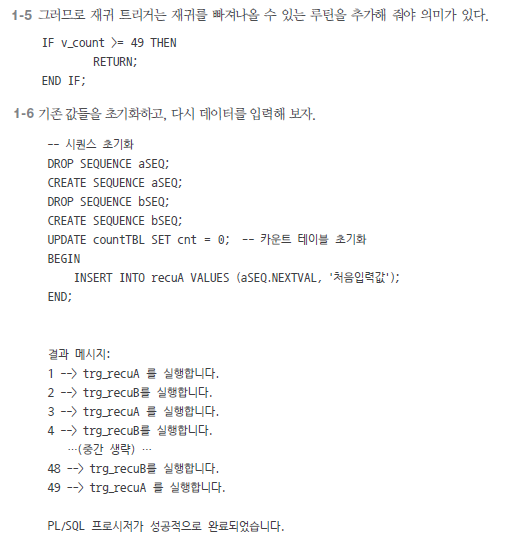 1-5 그러므로 재귀 트리거는 재귀를 빠져나올 수 있는 루틴을 추가해 줘야 의미가 있다.
IF v_count >= 49 THEN
RETURN;
END IF;
1-6 기존 값들을 초기화하고, 다시 데이터를 입력해 보자.
-- 시퀀스 초기화
DROP SEQUENCE aSEQ;
CREATE SEQUENCE aSEQ;
DROP SEQUENCE bSEQ;
CREATE SEQUENCE bSEQ;
UPDATE countTBL SET cnt = 0; -- 카운트 테이블 초기화
BEGIN
INSERT INTO recuA VALUES (aSEQ.NEXTVAL, '처음입력값');
END;
결과 메시지:
1 --> trg_recuA 를 실행합니다.
2 --> trg_recuB를 실행합니다.
3 --> trg_recuA 를 실행합니다.
4 --> trg_recuB를 실행합니다.
…(중간 생략) …
48 --> trg_recuB를 실행합니다.
49 --> trg_recuA 를 실행합니다.
PL/SQL 프로시저가 성공적으로 완료되었습니다.